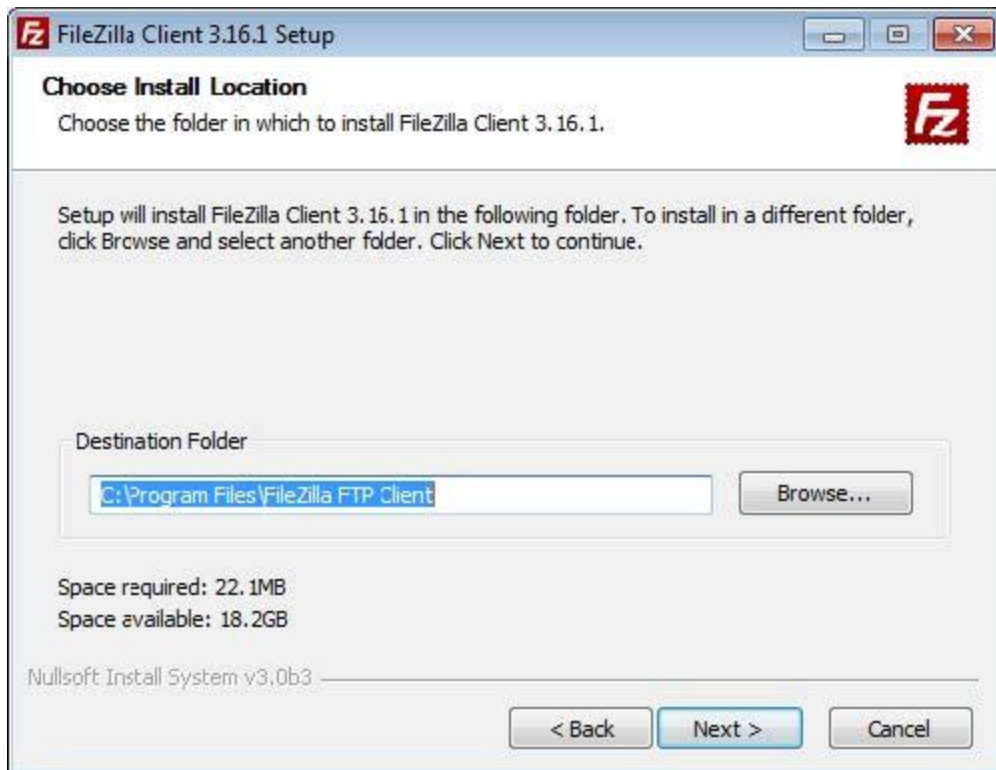 FileZilla Client 3.16.1 Setup
Choose Install Location
Choose the folder in which to install FileZilla Client 3.16.1.
Fz
Setup will install FileZilla Client 3.16.1 in the following folder. To install in a different folder,
click Browse and select another folder. Click Next to continue.
Destination Folder
C:\Program Files\FileZilla FTP Client
Browse...
Space required: 22.1MB
Space available: 18.2GB
Nullsoft Install System v3.0b3
< Back
Next >
Cancel